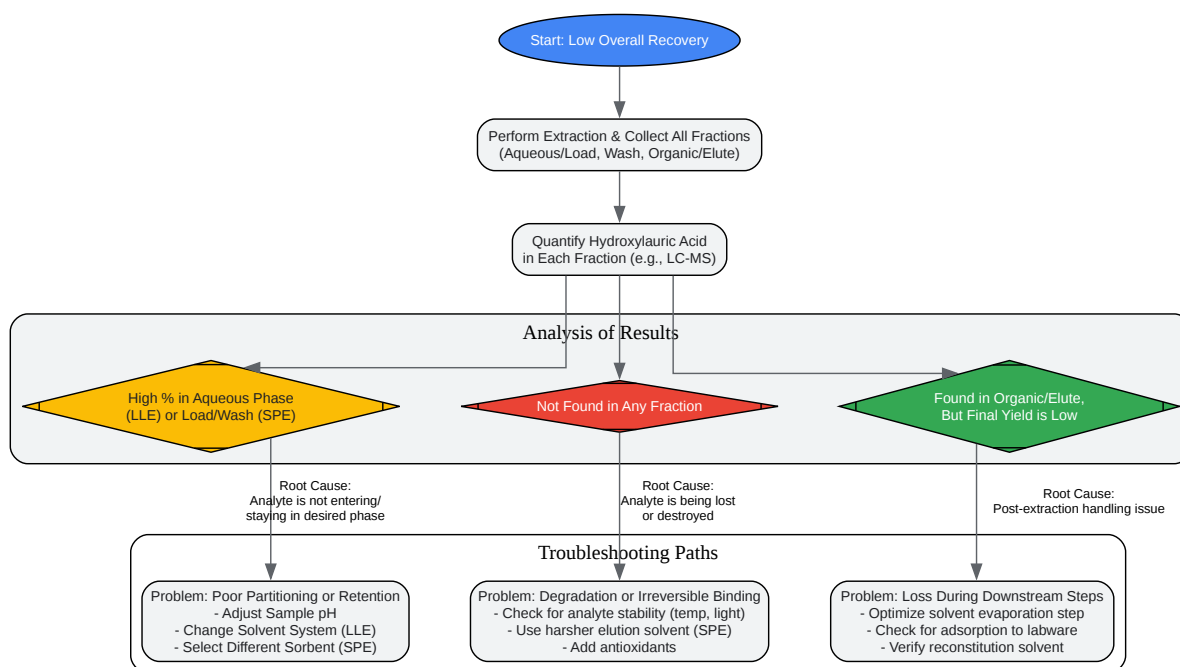 Start: Low Overall Recovery
Perform Extraction & Collect All Fractions
(Aqueous/Load, Wash, Organic/Elute)
Quantify Hydroxylauric Acid
in Each Fraction (e.g., LC-MS)
Analysis of Results
High % in Aqueous Phase
(LLE) or Load/Wash (SPE)
Not Found in Any Fraction
Found in Organic/Elute,
But Final Yield is Low
Root Cause:
Analyte is not entering/
staying in desired phase
Root Cause:
Analyte is being lost
or destroyed
Root Cause:
Post-extraction handling issue
Troubleshooting Paths
Problem: Poor Partitioning or Retention
- Adjust Sample pH
- Change Solvent System (LLE)
- Select Different Sorbent (SPE)
Problem: Degradation or Irreversible Binding
- Check for analyte stability (temp, light)
- Use harsher elution solvent (SPE)
- Add antioxidants
Problem: Loss During Downstream Steps
- Optimize solvent evaporation step
- Check for adsorption to labware
- Verify reconstitution solvent